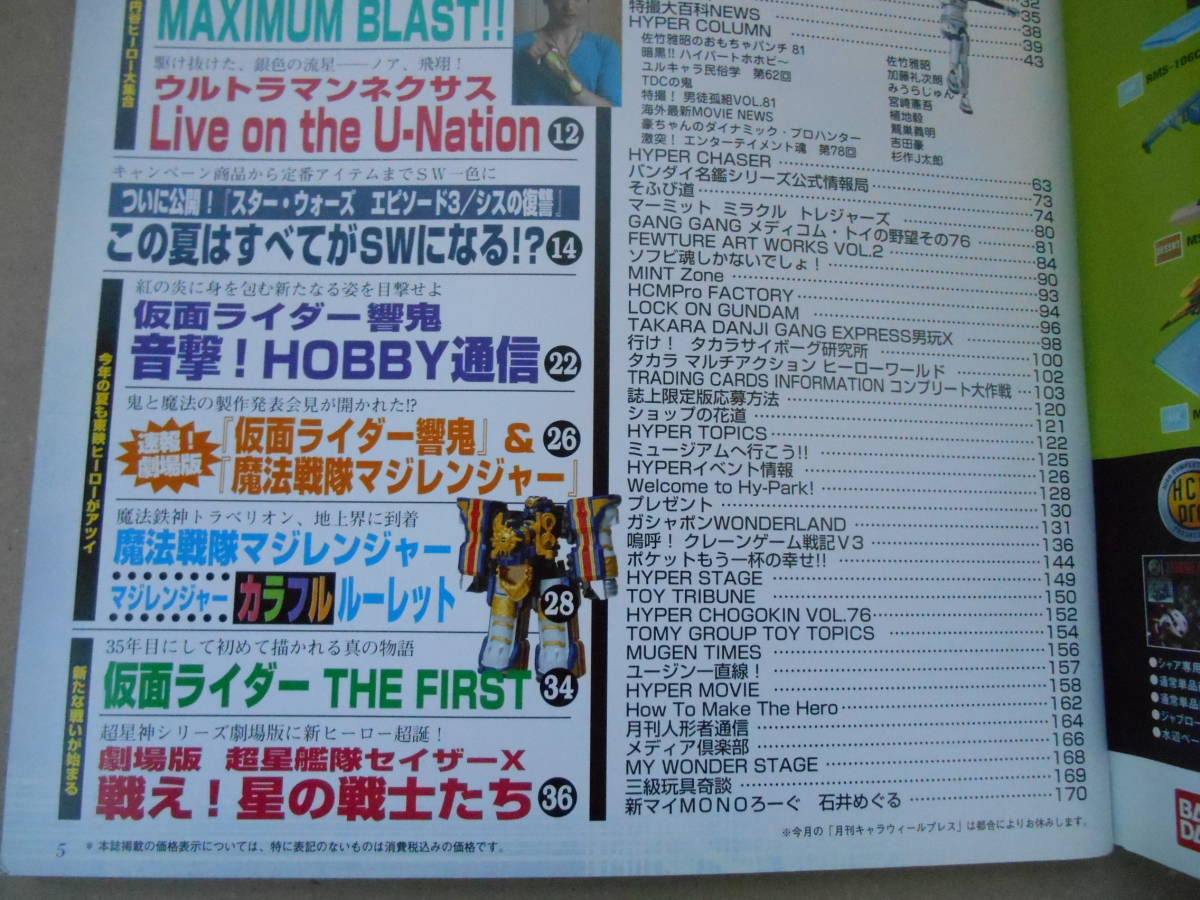 円谷ヒーロー大集合
MAXIMUM BLAST!!
駆け抜けた、銀色の流星――ノア、飛翔!
ウルトラマンネクサス
Live on the U-Nation 12
キャンペーン商品から定番アイテムまでSW一色に
ついに公開!『スター・ウォーズ エピソード3/シスの復讐』
この夏はすべてがSWになる!? 14
今年の夏も東映ヒーローがアツイ
紅の炎に身を包む新たなる姿を目撃せよ
仮面ライダー響鬼
音撃!HOBBY通信 22
鬼と魔法の製作発表会見が開かれた!?
速報!
劇場版
『仮面ライダー響鬼』& 26
『魔法戦隊マジレンジャー』
魔法鉄神トラベリオン、地上界に到着
魔法戦隊マジレンジャー
マジレンジャーカラフルルーレット 28
新たな戦いが始まる
35年目にして初めて描かれる真の物語
仮面ライダー THE FIRST 34
超星神シリーズ劇場版に新ヒーロー超誕!
劇場版 超星艦隊セイザーX
戦え!星の戦士たち 36
5 *本誌掲載の価格表示については、特に表記のないものは消費税込みの価格です。
32
特撮大百科NEWS 35
HYPER COLUMN 38
39
43
佐竹雅昭のおもちゃパンチ 81 佐竹雅昭
暗黒!! ハイパートホホビ〜 加藤礼次朗
ユルキャラ民俗学 第62回 みうらじゅん
TDCの鬼 宮崎憲吾
特撮! 男徒孤組VOL.81 植地毅
海外最新MOVIE NEWS 鷲巣義明
豪ちゃんのダイナミック・プロハンター 吉田豪
激突! エンターテイメント魂 第78回 杉作J太郎
HYPER CHASER 63
バンダイ名鑑シリーズ公式情報局 73
そふび道 74
マーミット ミラクル トレジャーズ 80
GANG GANG メディコム・トイの野望その76 81
FEWTURE ART WORKS VOL.2 84
ソフビ魂しかないでしょ! 90
MINT Zone 93
HCMPro FACTORY 94
LOCK ON GUNDAM 96
TAKARA DANJI GANG EXPRESS男玩X 98
行け! タカラサイボーグ研究所 100
タカラ マルチアクション ヒーローワールド 102
TRADING CARDS INFORMATION コンプリート大作戦 103
誌上限定版応募方法 120
ショップの花道 121
HYPER TOPICS 122
ミュージアムへ行こう!! 125
HYPERイベント情報 126
Welcome to Hy-Park! 128
プレゼント 130
ガシャポンWONDERLAND 131
嗚呼! クレーンゲーム戦記V3 136
ポケットもう一杯の幸せ!! 144
HYPER STAGE 149
TOY TRIBUNE 150
HYPER CHOGOKIN VOL.76 152
TOMY GROUP TOY TOPICS 154
MUGEN TIMES 156
ユージン一直線! 157
HYPER MOVIE 158
How To Make The Hero 162
月刊人形者通信 164
メディア倶楽部 166
MY WONDER STAGE 168
三級玩具奇談 169
新マイMONOろーぐ 石井めぐる 170
※今月の「月刊キャラウィールプレス」は都合によりお休みします。